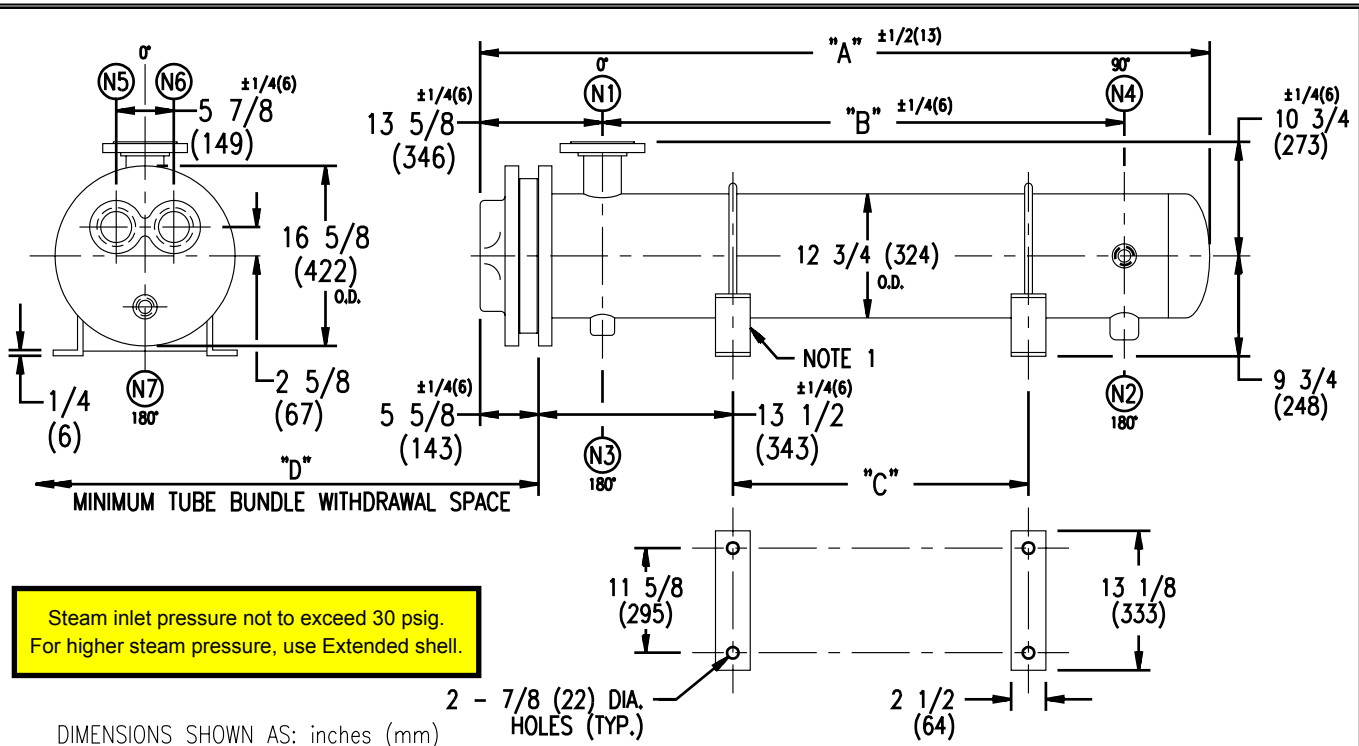 0°
N5 N6
±1/4(6)
5 7/8
(149)
16 5/8
(422)
O.D.
1/4
(6)
N7
180°
2 5/8
(67)
"A" ±1/2(13)
±1/4(6)
13 5/8
(346)
0°
N1
"B" ±1/4(6)
90°
N4
±1/4(6)
10 3/4
(273)
12 3/4 (324)
O.D.
NOTE 1
±1/4(6)
5 5/8
(143)
±1/4(6)
13 1/2
(343)
N3
180°
9 3/4
(248)
N2
180°
"D"
MINIMUM TUBE BUNDLE WITHDRAWAL SPACE
"C"
11 5/8
(295)
13 1/8
(333)
Steam inlet pressure not to exceed 30 psig.
For higher steam pressure, use Extended shell.
2 - 7/8 (22) DIA.
HOLES (TYP.)
2 1/2
(64)
DIMENSIONS SHOWN AS: inches (mm)